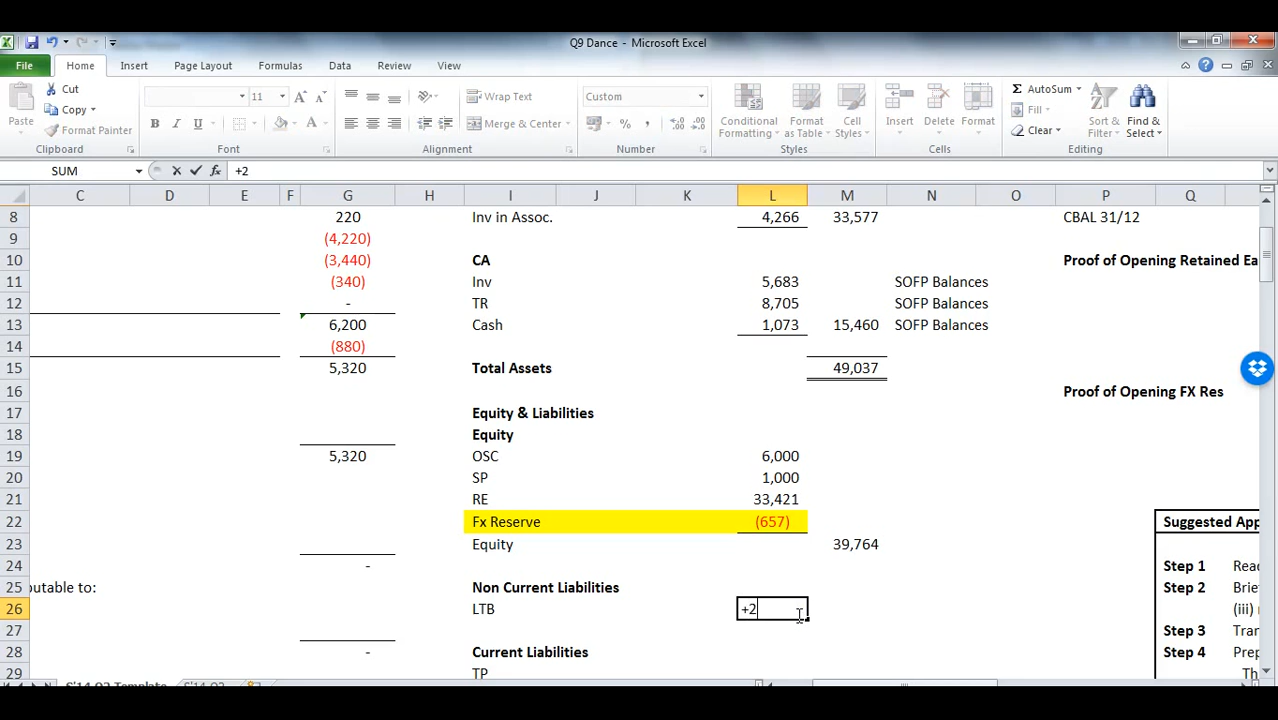 Q9 Dance - Microsoft Excel
File Home Insert Page Layout Formulas Data Review View
Paste Cut Copy Format Painter 11 Wrap Text Merge & Center Custom Conditional Formatting Format as Table Cell Styles Insert Delete Format AutoSum Fill Clear Sort & Filter Find & Select
Clipboard Font Alignment Number Styles Cells Editing
SUM +2
C D E F G H I J K L M N O P Q
8 220 Inv in Assoc. 4,266 33,577 CBAL 31/12
9 (4,220)
10 (3,440) CA Proof of Opening Retained Ea
11 (340) Inv 5,683 SOFP Balances
12 - TR 8,705 SOFP Balances
13 6,200 Cash 1,073 15,460 SOFP Balances
14 (880)
15 5,320 Total Assets 49,037
16 Proof of Opening FX Res
17 Equity & Liabilities
18 Equity
19 5,320 OSC 6,000
20 SP 1,000
21 RE 33,421
22 Fx Reserve (657) Suggested App
23 Equity 39,764
24 - Step 1 Read
25 outable to: Non Current Liabilities Step 2 Brie
26 LTB +2 (iii) r
27 Step 3 Tran
28 - Current Liabilities Step 4 Prep
29 TP Th